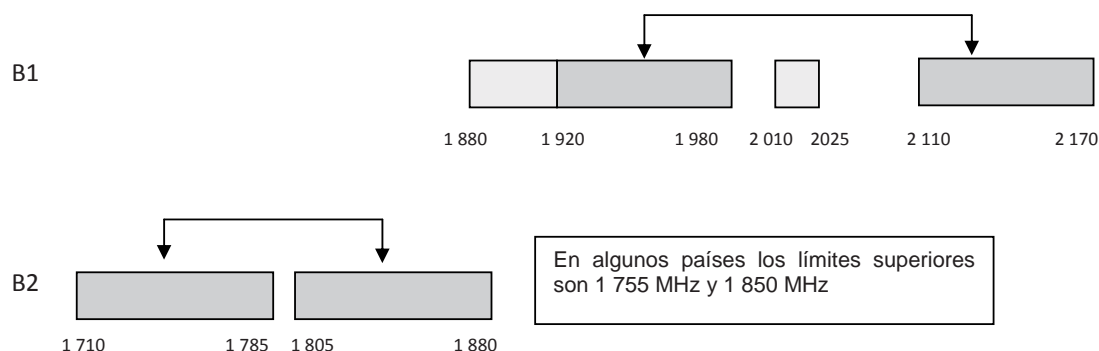 B1
1 880 1 920 1 980 2 010 2025 2 110 2 170
B2
En algunos países los límites superiores
son 1 755 MHz y 1 850 MHz
1 710 1 785 1 805 1 880